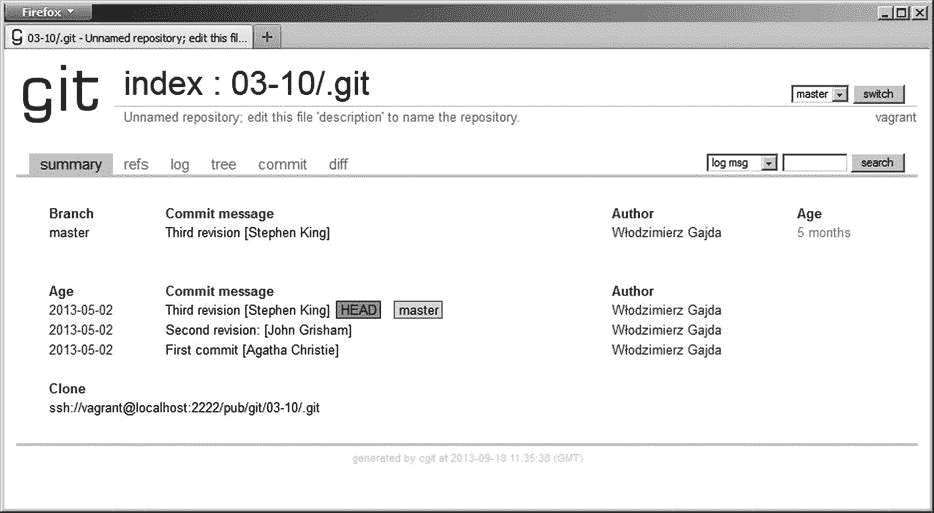 Firefox
03-10/.git - Unnamed repository; edit this fil...
git
index : 03-10/.git
master
switch
Unnamed repository; edit this file 'description' to name the repository.
vagrant
summary refs log tree commit diff
log msg
search
Branch Commit message Author Age
master Third revision [Stephen King] Włodzimierz Gajda 5 months
Age Commit message Author
2013-05-02 Third revision [Stephen King] HEAD master Włodzimierz Gajda
2013-05-02 Second revision: [John Grisham] Włodzimierz Gajda
2013-05-02 First commit [Agatha Christie] Włodzimierz Gajda
Clone
ssh://vagrant@localhost:2222/pub/git/03-10/.git
generated by cgit at 2013-09-18 11:35:38 (GMT)